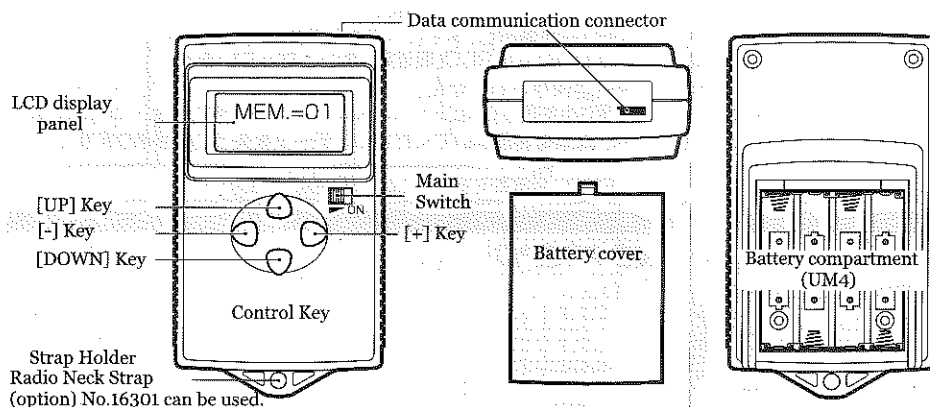 Data communication connector
LCD display
panel
MEM.=01
[UP] Key
[-] Key
[DOWN] Key
Main
Switch
ON
[+] Key
Control Key
Battery cover
Battery compartment
(UM4)
Strap Holder
Radio Neck Strap
(option) No.16301 can be used.